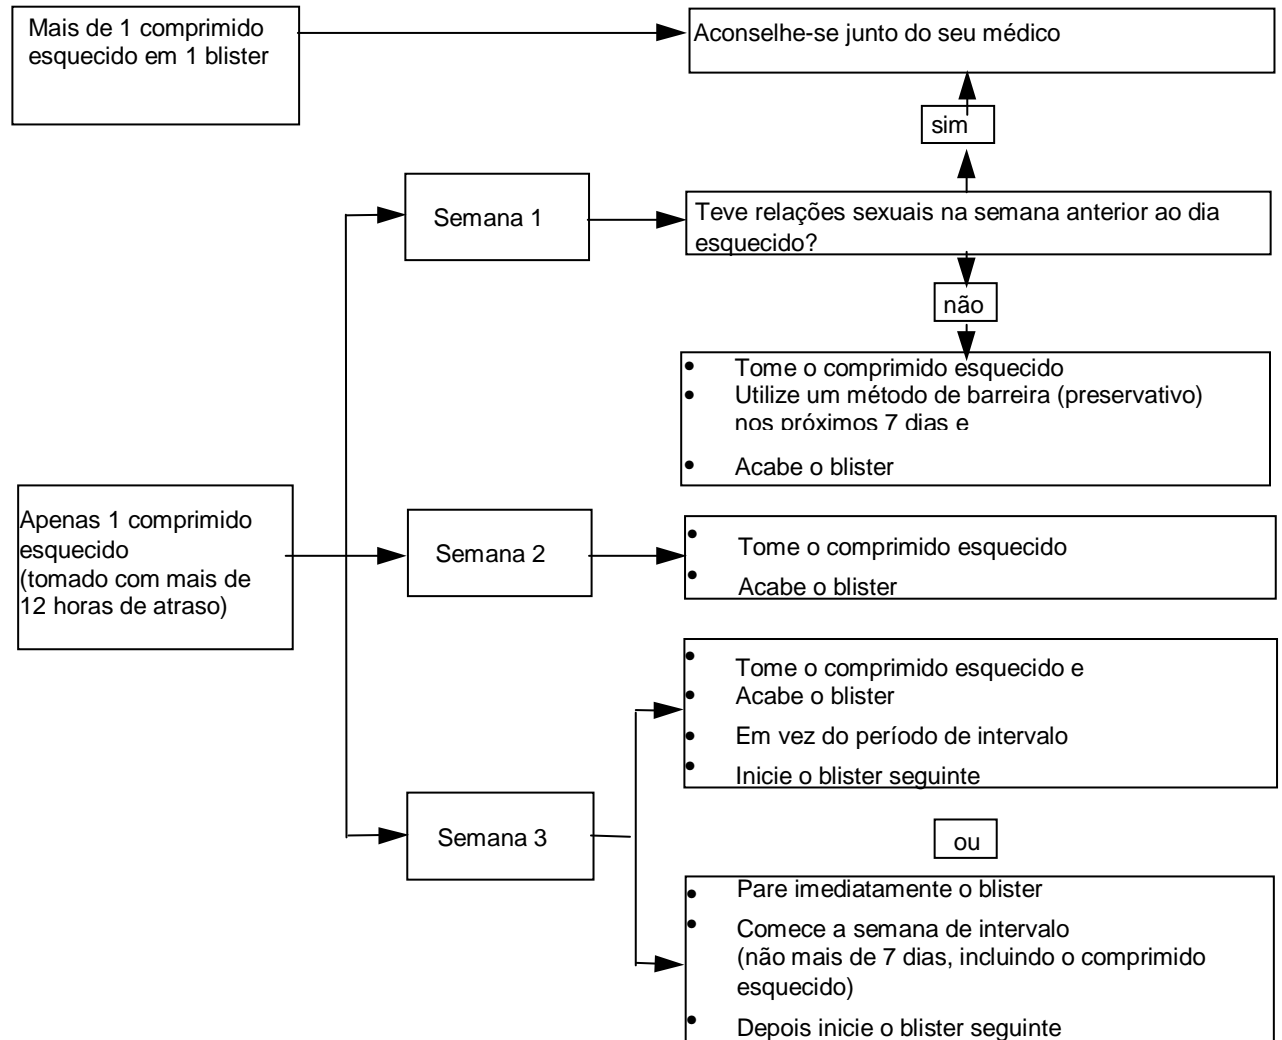 Mais de 1 comprimido
esquecido em 1 blister
Aconselhe-se junto do seu médico
sim
Semana 1
Teve relações sexuais na semana anterior ao dia
esquecido?
não
• Tome o comprimido esquecido
• Utilize um método de barreira (preservativo)
nos próximos 7 dias e
• Acabe o blister
Apenas 1 comprimido
esquecido
(tomado com mais de
12 horas de atraso)
Semana 2
• Tome o comprimido esquecido
• Acabe o blister
• Tome o comprimido esquecido e
• Acabe o blister
• Em vez do período de intervalo
• Inicie o blister seguinte
Semana 3
ou
• Pare imediatamente o blister
• Comece a semana de intervalo
(não mais de 7 dias, incluindo o comprimido
esquecido)
• Depois inicie o blister seguinte